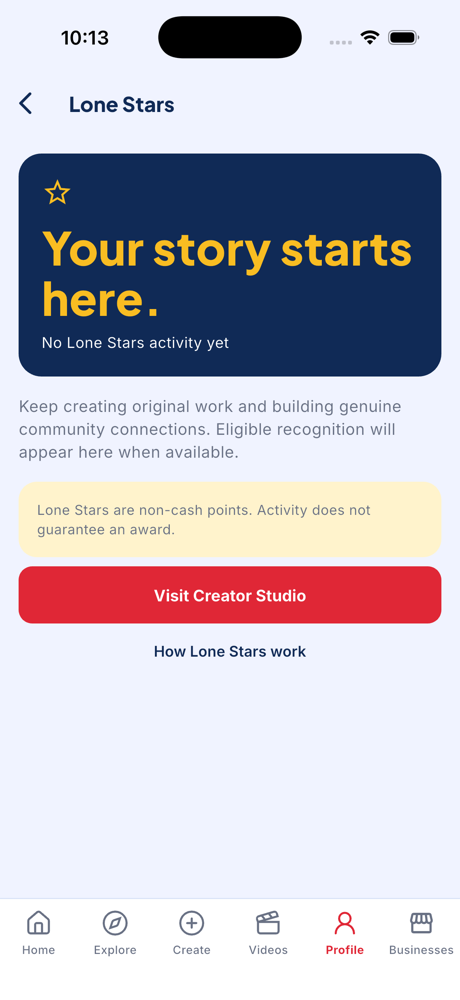 10:13
Lone Stars
Your story starts
here.
No Lone Stars activity yet
Keep creating original work and building genuine
community connections. Eligible recognition will
appear here when available.
Lone Stars are non-cash points. Activity does not
guarantee an award.
Visit Creator Studio
How Lone Stars work
Home Explore Create Videos Profile Businesses